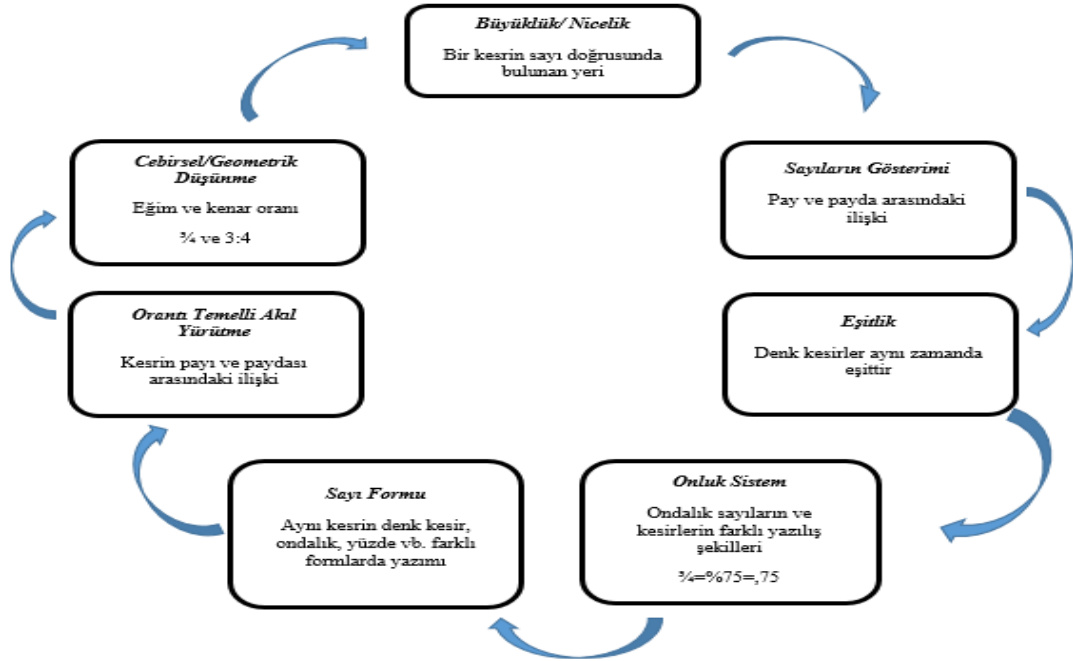 Büyüklük/ Nicelik
Bir kesrin sayı doğrusunda
bulunan yeri
Sayıların Gösterimi
Pay ve payda arasındaki
ilişki
Eşitlik
Denk kesirler aynı zamanda
eşittir
Onluk Sistem
Ondalık sayıların ve
kesirlerin farklı yazılış
şekilleri
¾=%75=,75
Sayı Formu
Aynı kesrin denk kesir,
ondalık, yüzde vb. farklı
formlarda yazımı
Orantı Temelli Akıl
Yürütme
Kesrin payı ve paydası
arasındaki ilişki
Cebirsel/Geometrik
Düşünme
Eğim ve kenar oranı
¾ ve 3:4